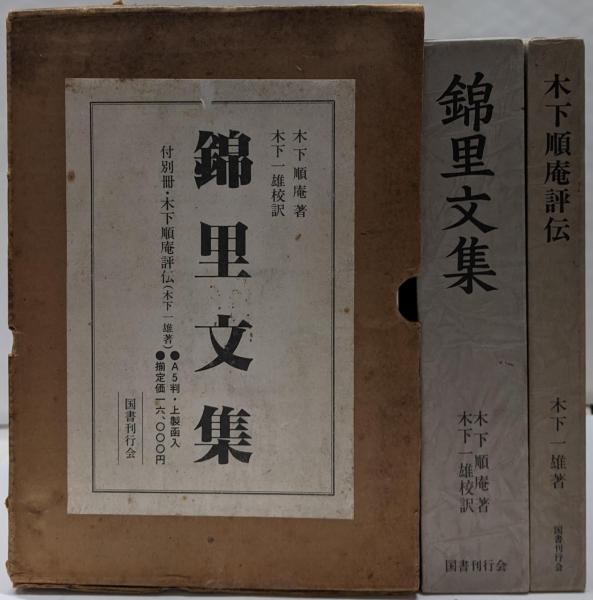 木下順庵著
木下一雄校訳
錦里文集
付別冊・木下順庵評伝(木下一雄著)
●A5判・上製函入
●揃定価一六、〇〇〇円
国書刊行会
錦里文集
木下順庵著
木下一雄校訳
国書刊行会
木下順庵評伝
木下一雄著
国書刊行会